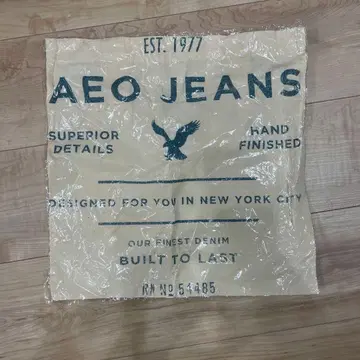 EST. 1977
AEO JEANS
SUPERIOR DETAILS
HAND FINISHED
DESIGNED FOR YOU IN NEW YORK CITY
OUR FINEST DENIM
BUILT TO LAST
RN Nº 54485